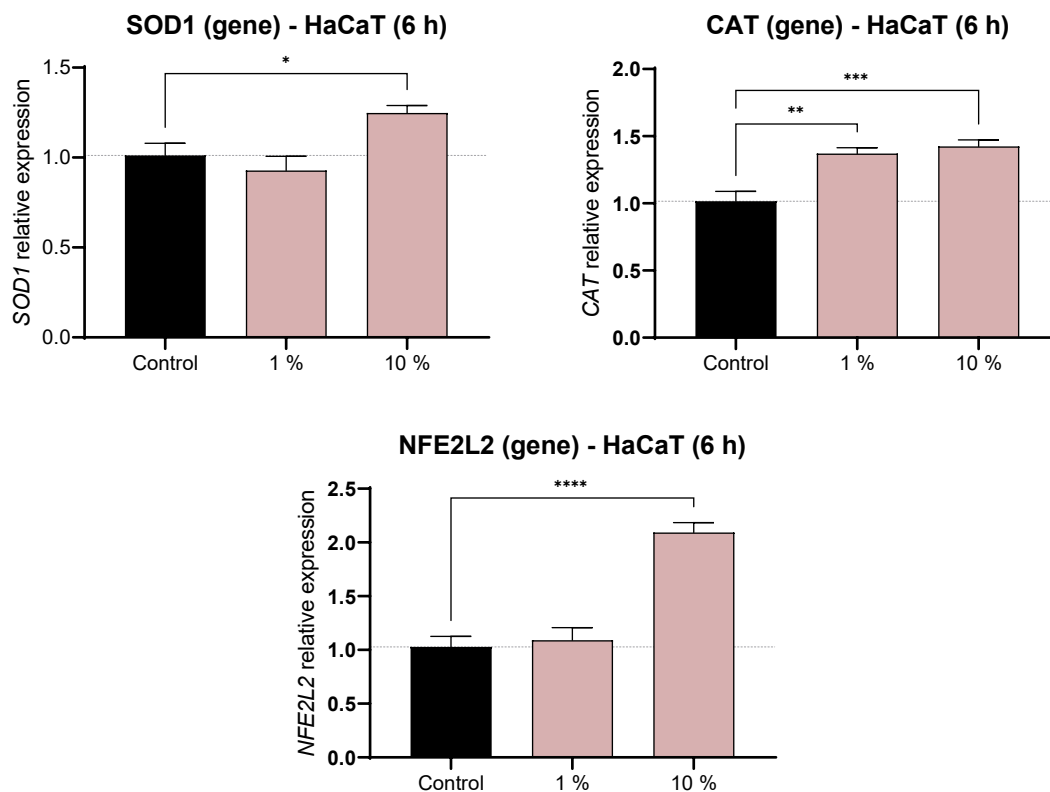 SOD1 (gene) - HaCaT (6 h)
SOD1 relative expression
1.5
1.0
0.5
0.0
*
Control
1 %
10 %
CAT (gene) - HaCaT (6 h)
CAT relative expression
2.0
1.5
1.0
0.5
0.0
***
**
Control
1 %
10 %
NFE2L2 (gene) - HaCaT (6 h)
NFE2L2 relative expression
2.5
2.0
1.5
1.0
0.5
0.0
****
Control
1 %
10 %